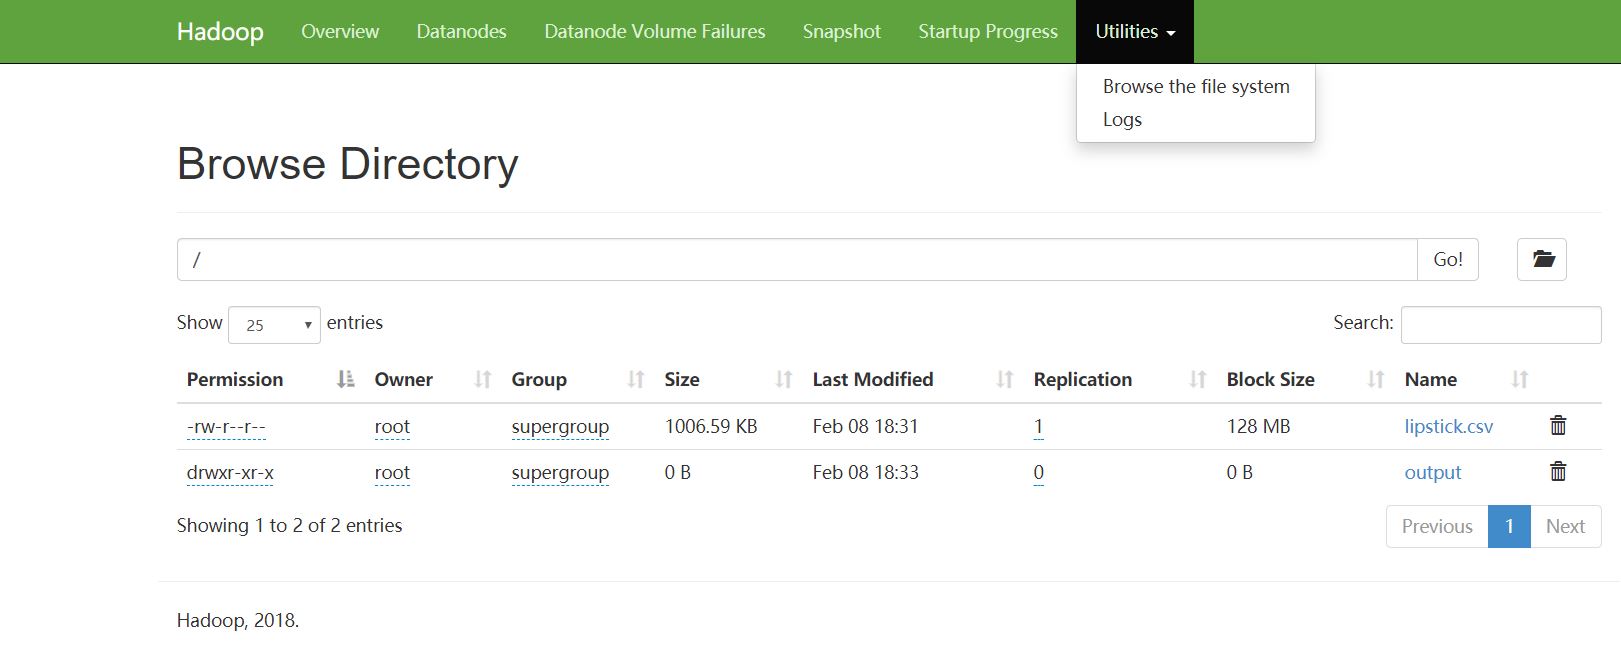 Hadoop Overview Datanodes Datanode Volume Failures Snapshot Startup Progress Utilities
Browse the file system
Logs
Browse Directory
/ Go!
Show 25 entries Search:
Permission Owner Group Size Last Modified Replication Block Size Name
-rw-r--r-- root supergroup 1006.59 KB Feb 08 18:31 1 128 MB lipstick.csv
drwxr-xr-x root supergroup 0 B Feb 08 18:33 0 0 B output
Showing 1 to 2 of 2 entries Previous 1 Next
Hadoop, 2018.